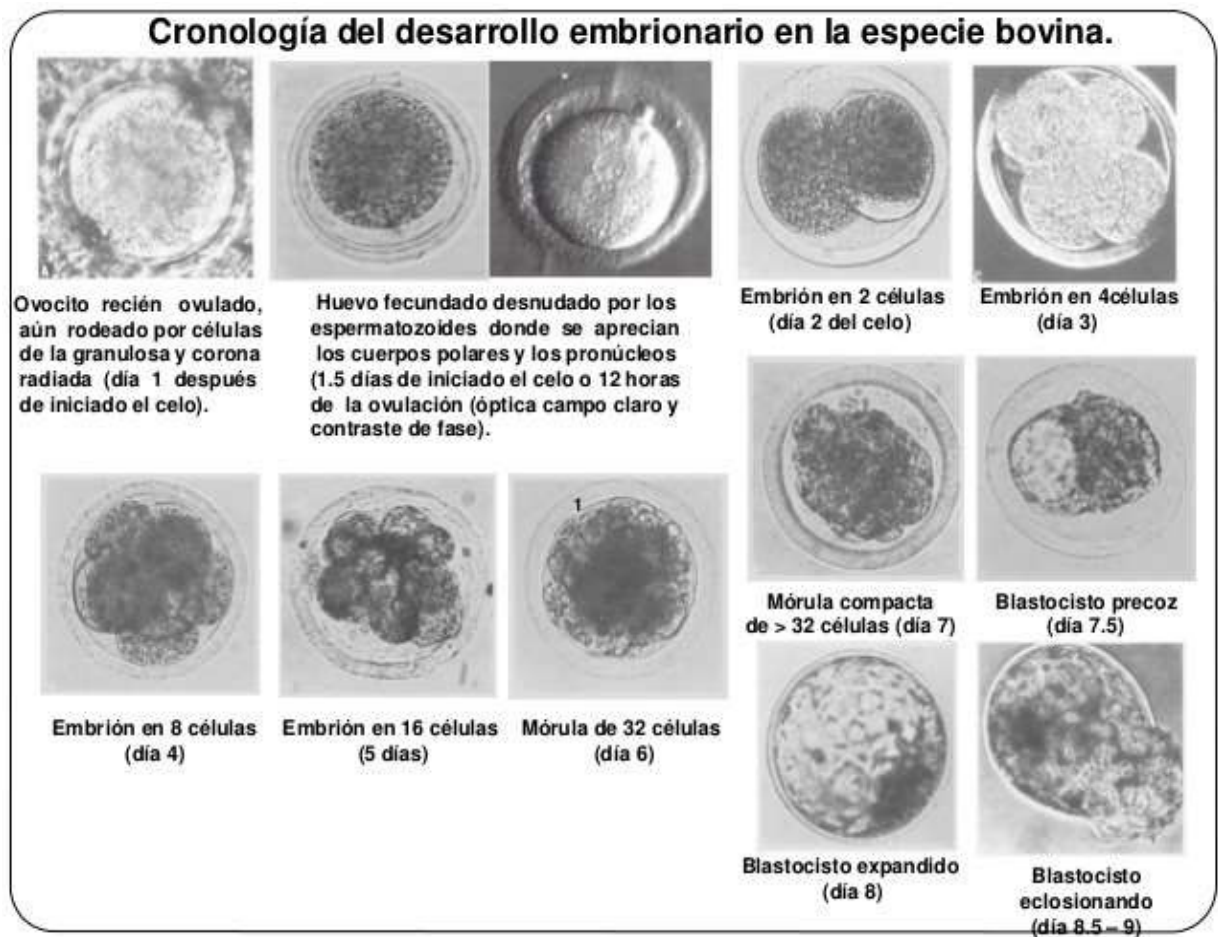 Cronología del desarrollo embrionario en la especie bovina.
Ovocito recién ovulado,
aún rodeado por células
de la granulosa y corona
radiada (día 1 después
de iniciado el celo).
Huevo fecundado desnudado por los
espermatozoides donde se aprecian
los cuerpos polares y los pronúcleos
(1.5 días de iniciado el celo o 12 horas
de la ovulación (óptica campo claro y
contraste de fase).
Embrión en 2 células
(día 2 del celo)
Embrión en 4células
(día 3)
Mórula compacta
de > 32 células (día 7)
Blastocisto precoz
(día 7.5)
1
Embrión en 8 células
(día 4)
Embrión en 16 células
(5 días)
Mórula de 32 células
(día 6)
Blastocisto expandido
(día 8)
Blastocisto
eclosionando
(día 8.5 – 9)